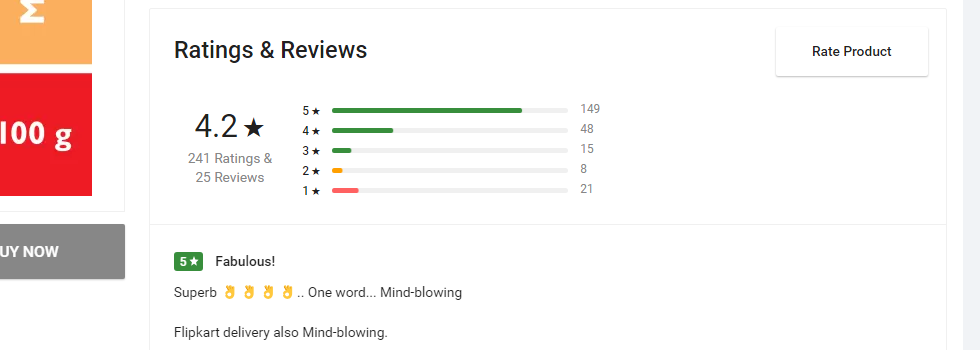 M
100 g
UY NOW
Ratings & Reviews
Rate Product
4.2 ★
241 Ratings &
25 Reviews
5 ★ 149
4 ★ 48
3 ★ 15
2 ★ 8
1 ★ 21
5 ★ Fabulous!
Superb 👌 👌 👌 👌 .. One word... Mind-blowing
Flipkart delivery also Mind-blowing.